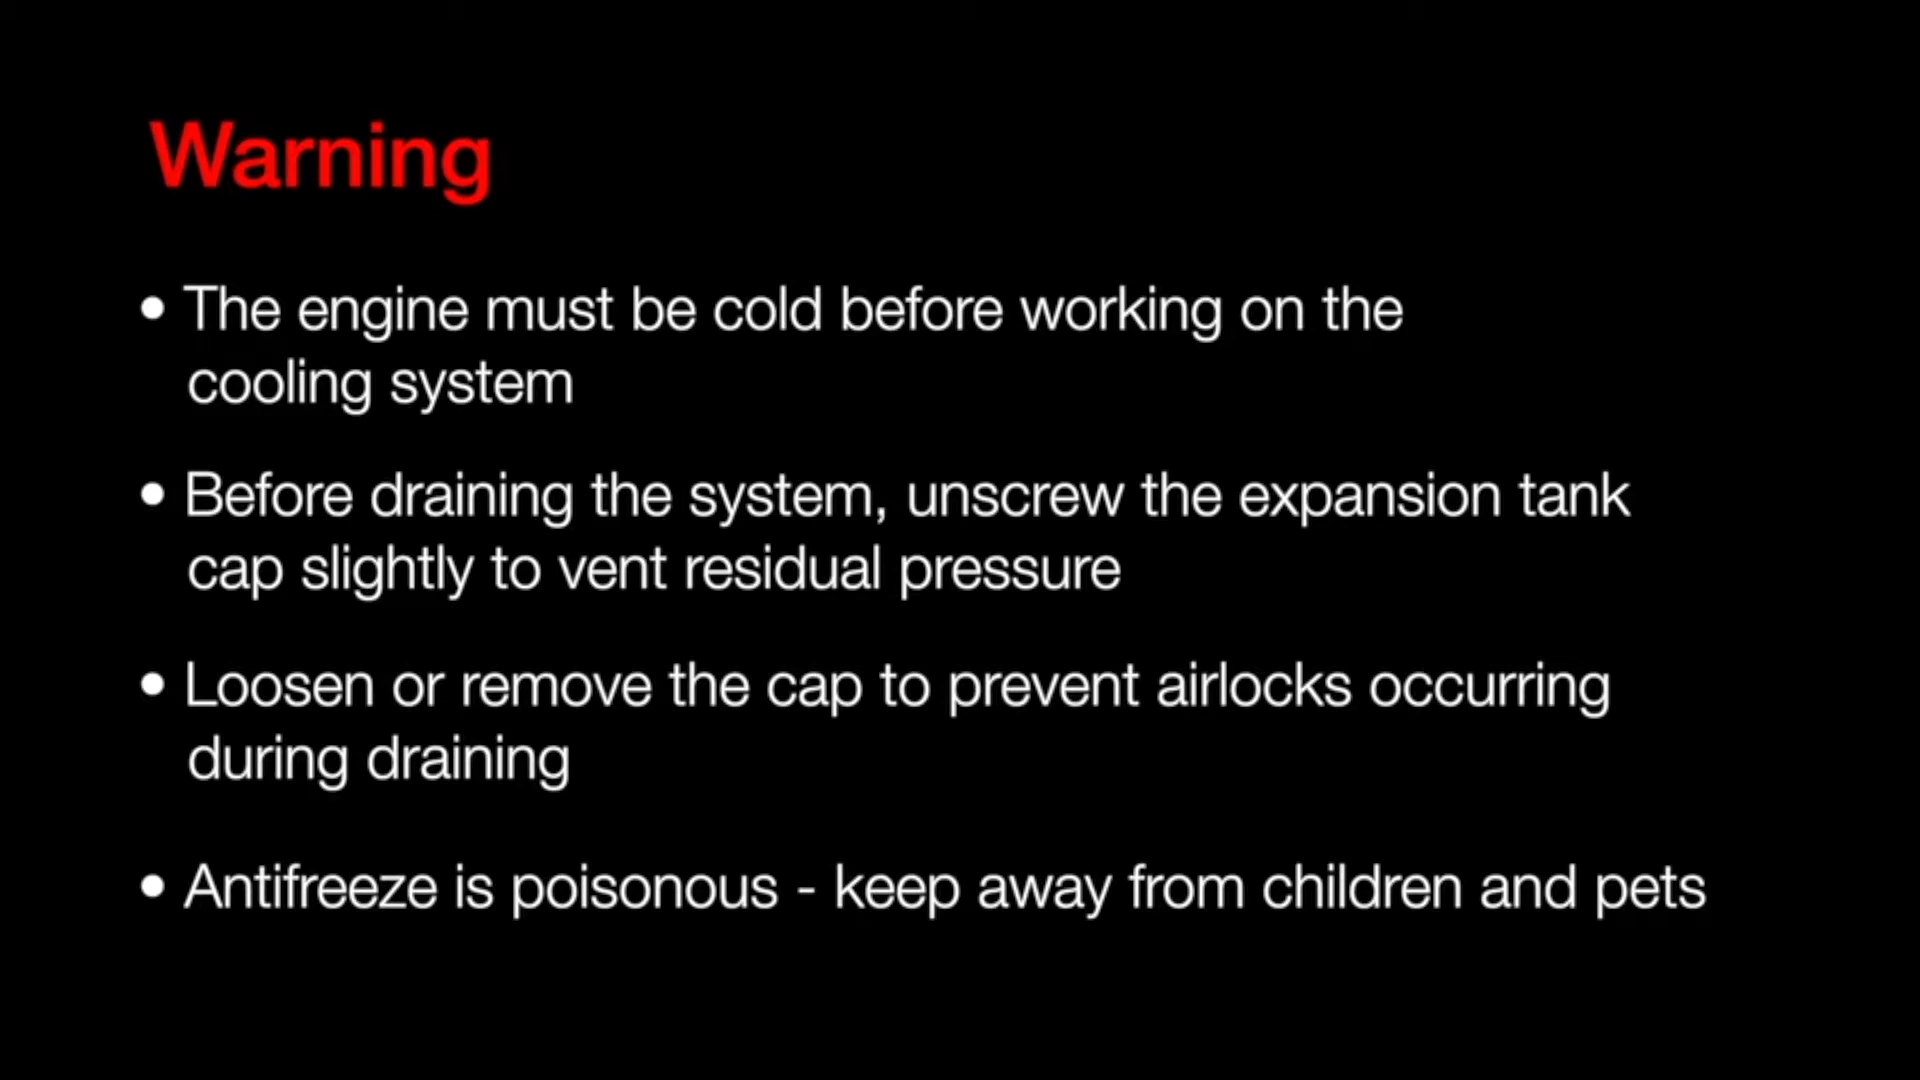 Warning
• The engine must be cold before working on the
cooling system
• Before draining the system, unscrew the expansion tank
cap slightly to vent residual pressure
• Loosen or remove the cap to prevent airlocks occurring
during draining
• Antifreeze is poisonous - keep away from children and pets